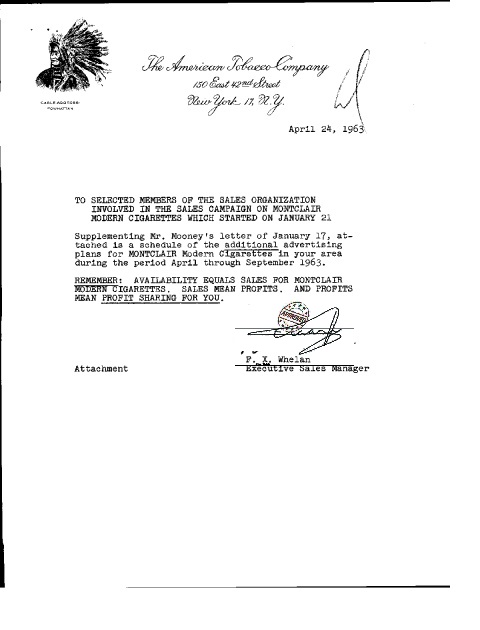 The American Tobacco Company
150 East 42nd Street
New York 17, N.Y.
CABLE ADDRESS:
POWHATTAN
April 24, 1963
TO SELECTED MEMBERS OF THE SALES ORGANIZATION
INVOLVED IN THE SALES CAMPAIGN ON MONTCLAIR
MODERN CIGARETTES WHICH STARTED ON JANUARY 21
Supplementing Mr. Mooney's letter of January 17, at-
tached is a schedule of the additional advertising
plans for MONTCLAIR Modern Cigarettes in your area
during the period April through September 1963.
REMEMBER: AVAILABILITY EQUALS SALES FOR MONTCLAIR
MODERN CIGARETTES. SALES MEAN PROFITS. AND PROFITS
MEAN PROFIT SHARING FOR YOU.
APPROVED
F. X. Whelan
Executive Sales Manager
Attachment